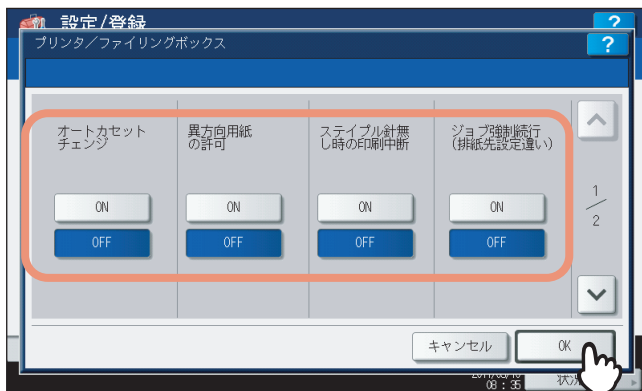 設定/登録
?
プリンタ/ファイリングボックス
?
オートカセット
チェンジ
異方向用紙
の許可
ステイプル針無
し時の印刷中断
ジョブ強制続行
(排紙先設定違い)
ON
ON
ON
ON
OFF
OFF
OFF
OFF
1
/
2
キャンセル
OK
08 : 35